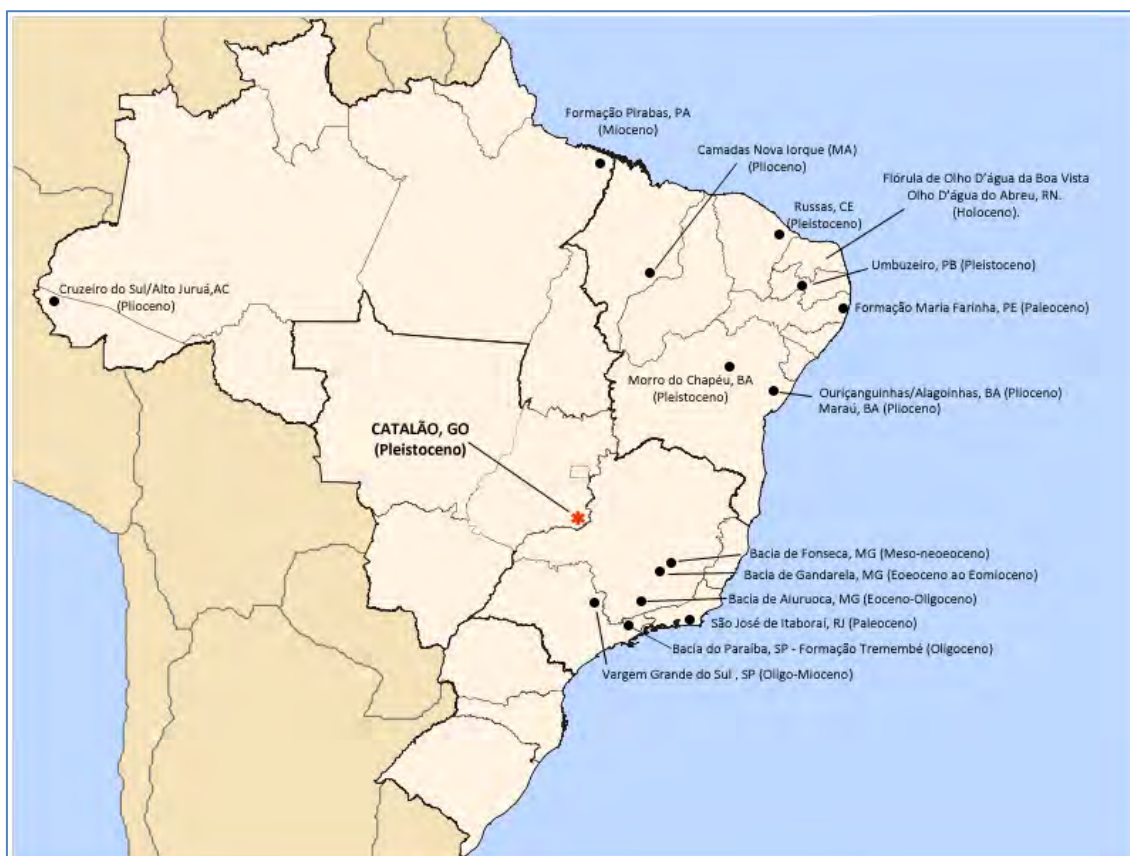 Formação Pirabas, PA
(Mioceno)
Camadas Nova Iorque (MA)
(Plioceno)
Flórula de Olho D'água da Boa Vista
Olho D'água do Abreu, RN.
(Holoceno).
Russas, CE
(Pleistoceno)
Umbuzeiro, PB (Pleistoceno)
Cruzeiro do Sul/Alto Juruá,AC
(Plioceno)
Formação Maria Farinha, PE (Paleoceno)
Morro do Chapéu, BA
(Pleistoceno)
Ouriçanguinhas/Alagoinhas, BA (Plioceno)
Maraú, BA (Plioceno)
CATALÃO, GO
(Pleistoceno)
Bacia de Fonseca, MG (Meso-neoeoceno)
Bacia de Gandarela, MG (Eoeoceno ao Eomioceno)
Bacia de Aiuruoca, MG (Eoceno-Oligoceno)
São José de Itaboraí, RJ (Paleoceno)
Bacia do Paraíba, SP - Formação Tremembé (Oligoceno)
Vargem Grande do Sul , SP (Oligo-Mioceno)